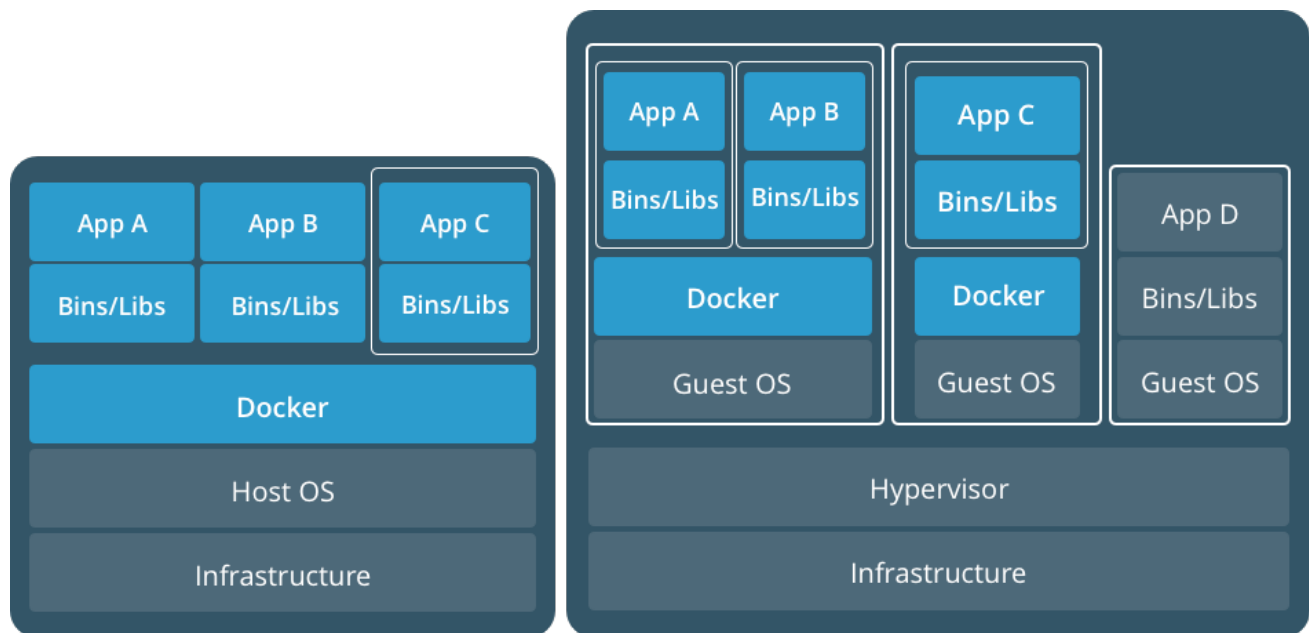 App A
App B
App C
Bins/Libs
Bins/Libs
Bins/Libs
Docker
Host OS
Infrastructure
App A
App B
App C
Bins/Libs
Bins/Libs
Bins/Libs
App D
Docker
Docker
Bins/Libs
Guest OS
Guest OS
Guest OS
Hypervisor
Infrastructure